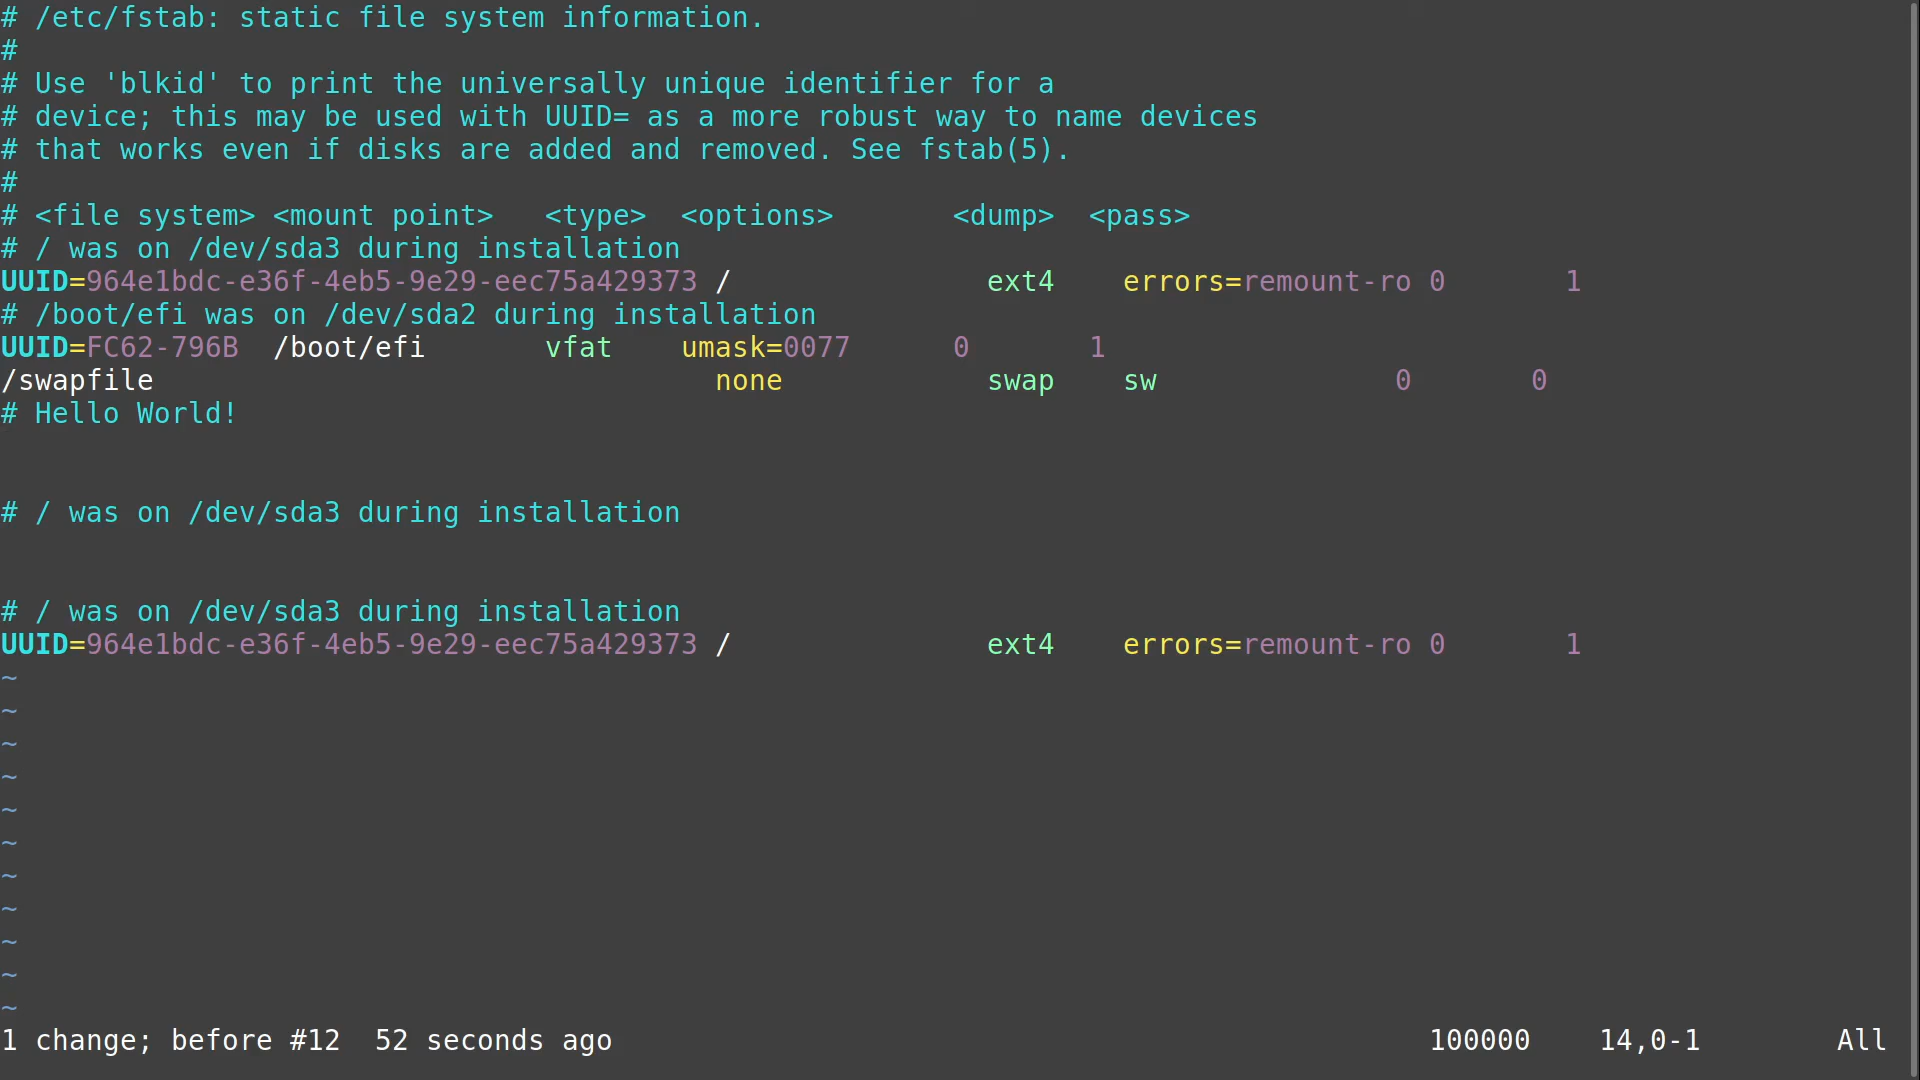 # /etc/fstab: static file system information.
#
# Use 'blkid' to print the universally unique identifier for a
# device; this may be used with UUID= as a more robust way to name devices
# that works even if disks are added and removed. See fstab(5).
#
# <file system> <mount point>   <type>  <options>       <dump>  <pass>
# / was on /dev/sda3 during installation
UUID=964e1bdc-e36f-4eb5-9e29-eec75a429373 /               ext4    errors=remount-ro 0       1
# /boot/efi was on /dev/sda2 during installation
UUID=FC62-796B  /boot/efi       vfat    umask=0077      0       1
/swapfile                                 none            swap    sw              0       0
# Hello World!
# / was on /dev/sda3 during installation
# / was on /dev/sda3 during installation
UUID=964e1bdc-e36f-4eb5-9e29-eec75a429373 /               ext4    errors=remount-ro 0       1
~
~
~
~
~
~
~
~
~
~
~
1 change; before #12  52 seconds ago                                                100000    14,0-1        All